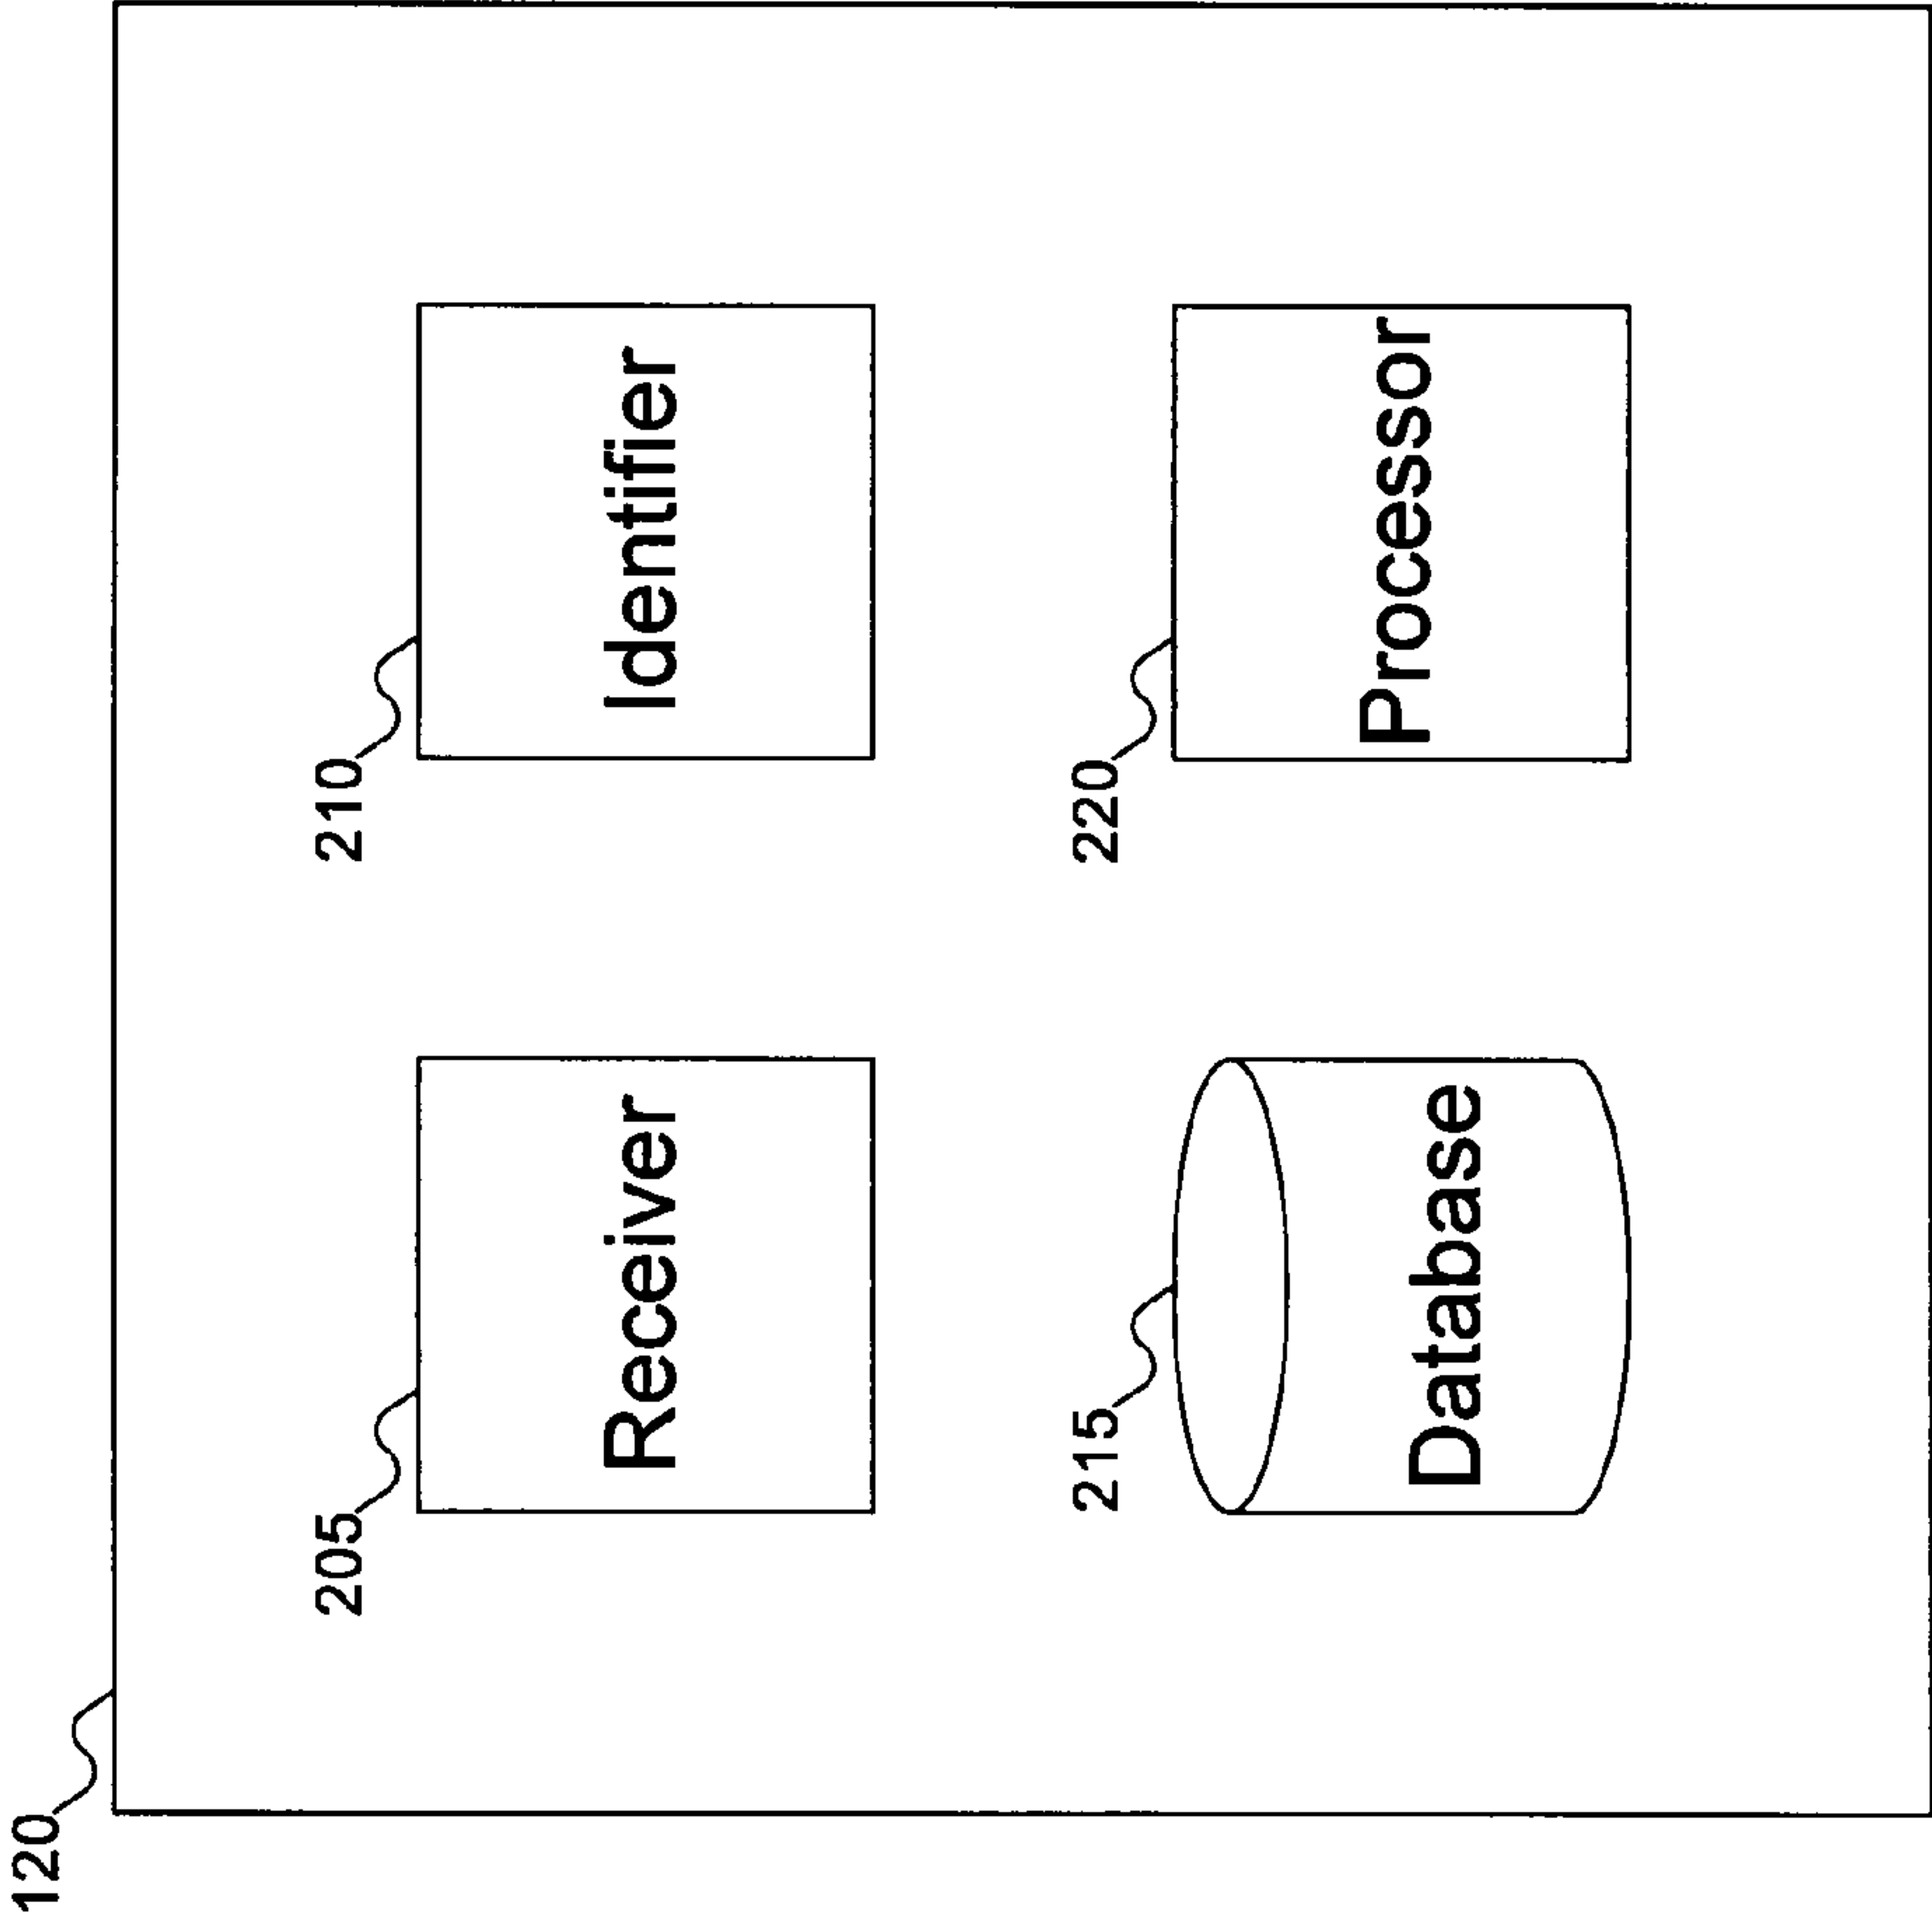 120
205
Receiver
210
Identifier
215
Database
220
Processor